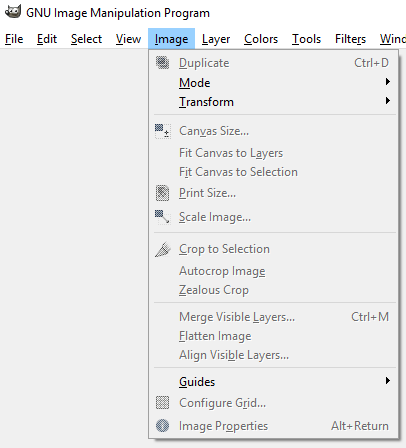 GNU Image Manipulation Program
File Edit Select View Image Layer Colors Tools Filters Wind
Duplicate Ctrl+D
Mode
Transform
Canvas Size...
Fit Canvas to Layers
Fit Canvas to Selection
Print Size...
Scale Image...
Crop to Selection
Autocrop Image
Zealous Crop
Merge Visible Layers... Ctrl+M
Flatten Image
Align Visible Layers...
Guides
Configure Grid...
Image Properties Alt+Return